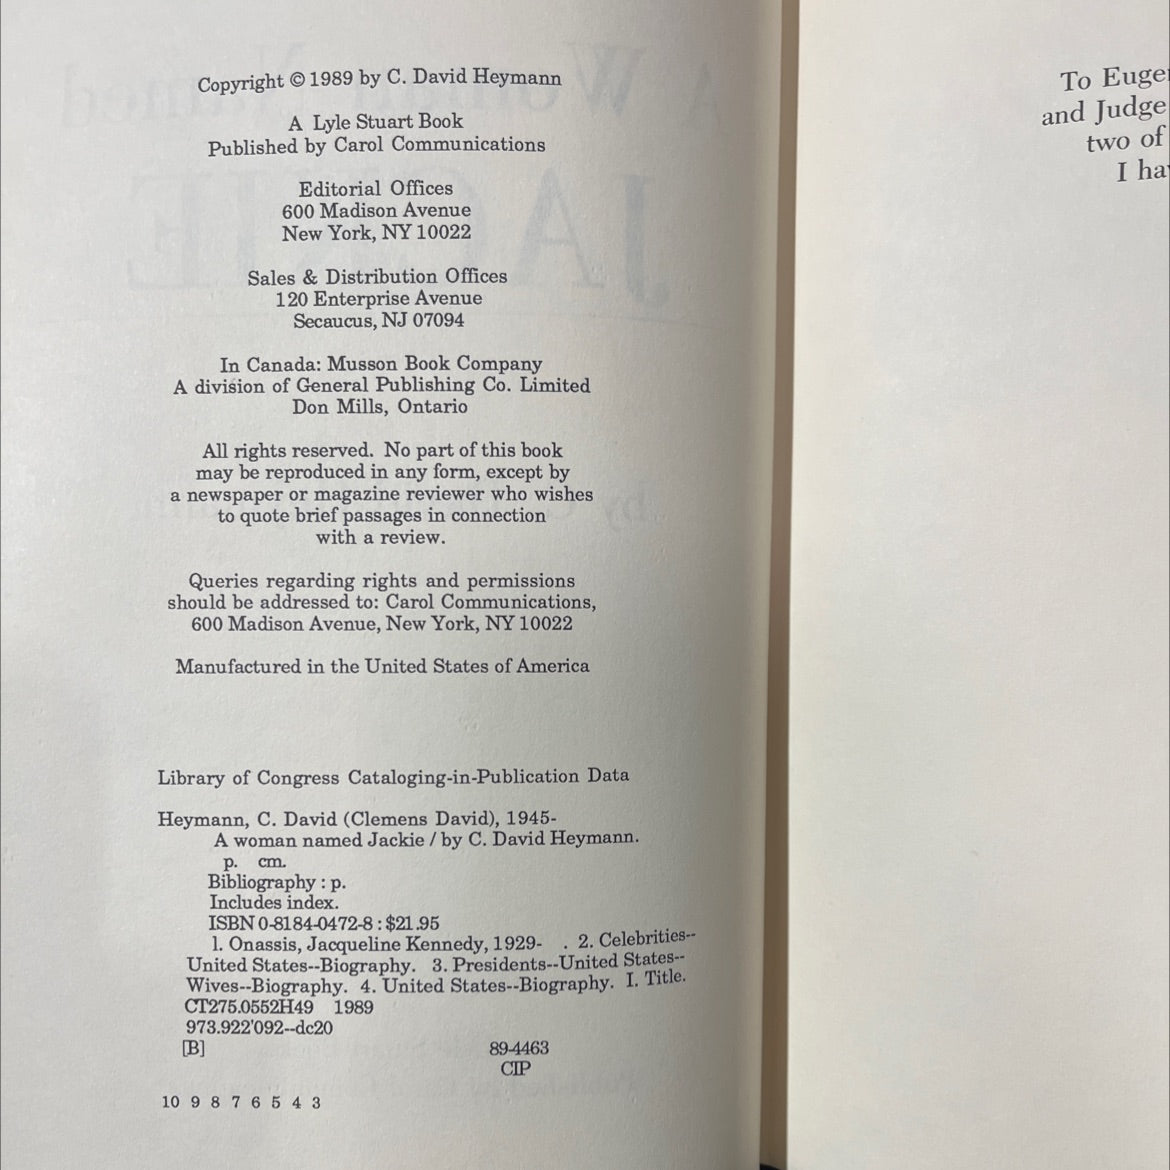 Copyright © 1989 by C. David Heymann
A Lyle Stuart Book
Published by Carol Communications
Editorial Offices
600 Madison Avenue
New York, NY 10022
Sales & Distribution Offices
120 Enterprise Avenue
Secaucus, NJ 07094
In Canada: Musson Book Company
A division of General Publishing Co. Limited
Don Mills, Ontario
All rights reserved. No part of this book
may be reproduced in any form, except by
a newspaper or magazine reviewer who wishes
to quote brief passages in connection
with a review.
Queries regarding rights and permissions
should be addressed to: Carol Communications,
600 Madison Avenue, New York, NY 10022
Manufactured in the United States of America
Library of Congress Cataloging-in-Publication Data
Heymann, C. David (Clemens David), 1945-
A woman named Jackie / by C. David Heymann.
p. cm.
Bibliography : p.
Includes index.
ISBN 0-8184-0472-8 : $21.95
1. Onassis, Jacqueline Kennedy, 1929- . 2. Celebrities--
United States--Biography. 3. Presidents--United States--
Wives--Biography. 4. United States--Biography. I. Title.
CT275.0552H49 1989
973.922'092--dc20
[B] 89-4463
CIP
10 9 8 7 6 5 4 3
To Euge
and Judge
two of
I ha